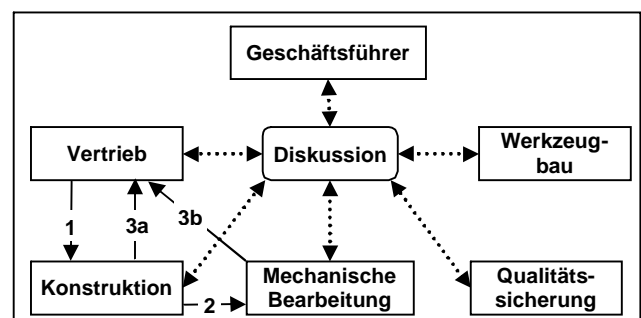 Geschäftsführer
Vertrieb
Diskussion
Werkzeug-
bau
1
3a
3b
Konstruktion
2
Mechanische
Bearbeitung
Qualitäts-
sicherung